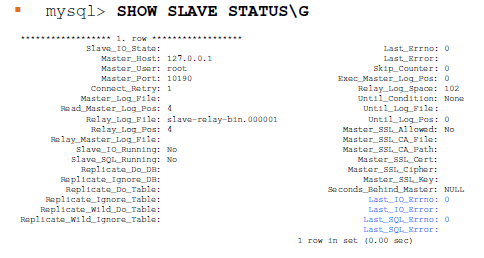 mysql> SHOW SLAVE STATUS\G
****************** 1. row ******************
Slave_IO_State:
Master_Host: 127.0.0.1
Master_User: root
Master_Port: 10190
Connect_Retry: 1
Master_Log_File:
Read_Master_Log_Pos: 4
Relay_Log_File: slave-relay-bin.000001
Relay_Log_Pos: 4
Relay_Master_Log_File:
Slave_IO_Running: No
Slave_SQL_Running: No
Replicate_Do_DB:
Replicate_Ignore_DB:
Replicate_Do_Table:
Replicate_Ignore_Table:
Replicate_Wild_Do_Table:
Replicate_Wild_Ignore_Table:
Last_Errno: 0
Last_Error:
Skip_Counter: 0
Exec_Master_Log_Pos: 0
Relay_Log_Space: 102
Until_Condition: None
Until_Log_File:
Until_Log_Pos: 0
Master_SSL_Allowed: No
Master_SSL_CA_File:
Master_SSL_CA_Path:
Master_SSL_Cert:
Master_SSL_Cipher:
Master_SSL_Key:
Seconds_Behind_Master: NULL
Last_IO_Errno: 0
Last_IO_Error:
Last_SQL_Errno: 0
Last_SQL_Error:
1 row in set (0.00 sec)